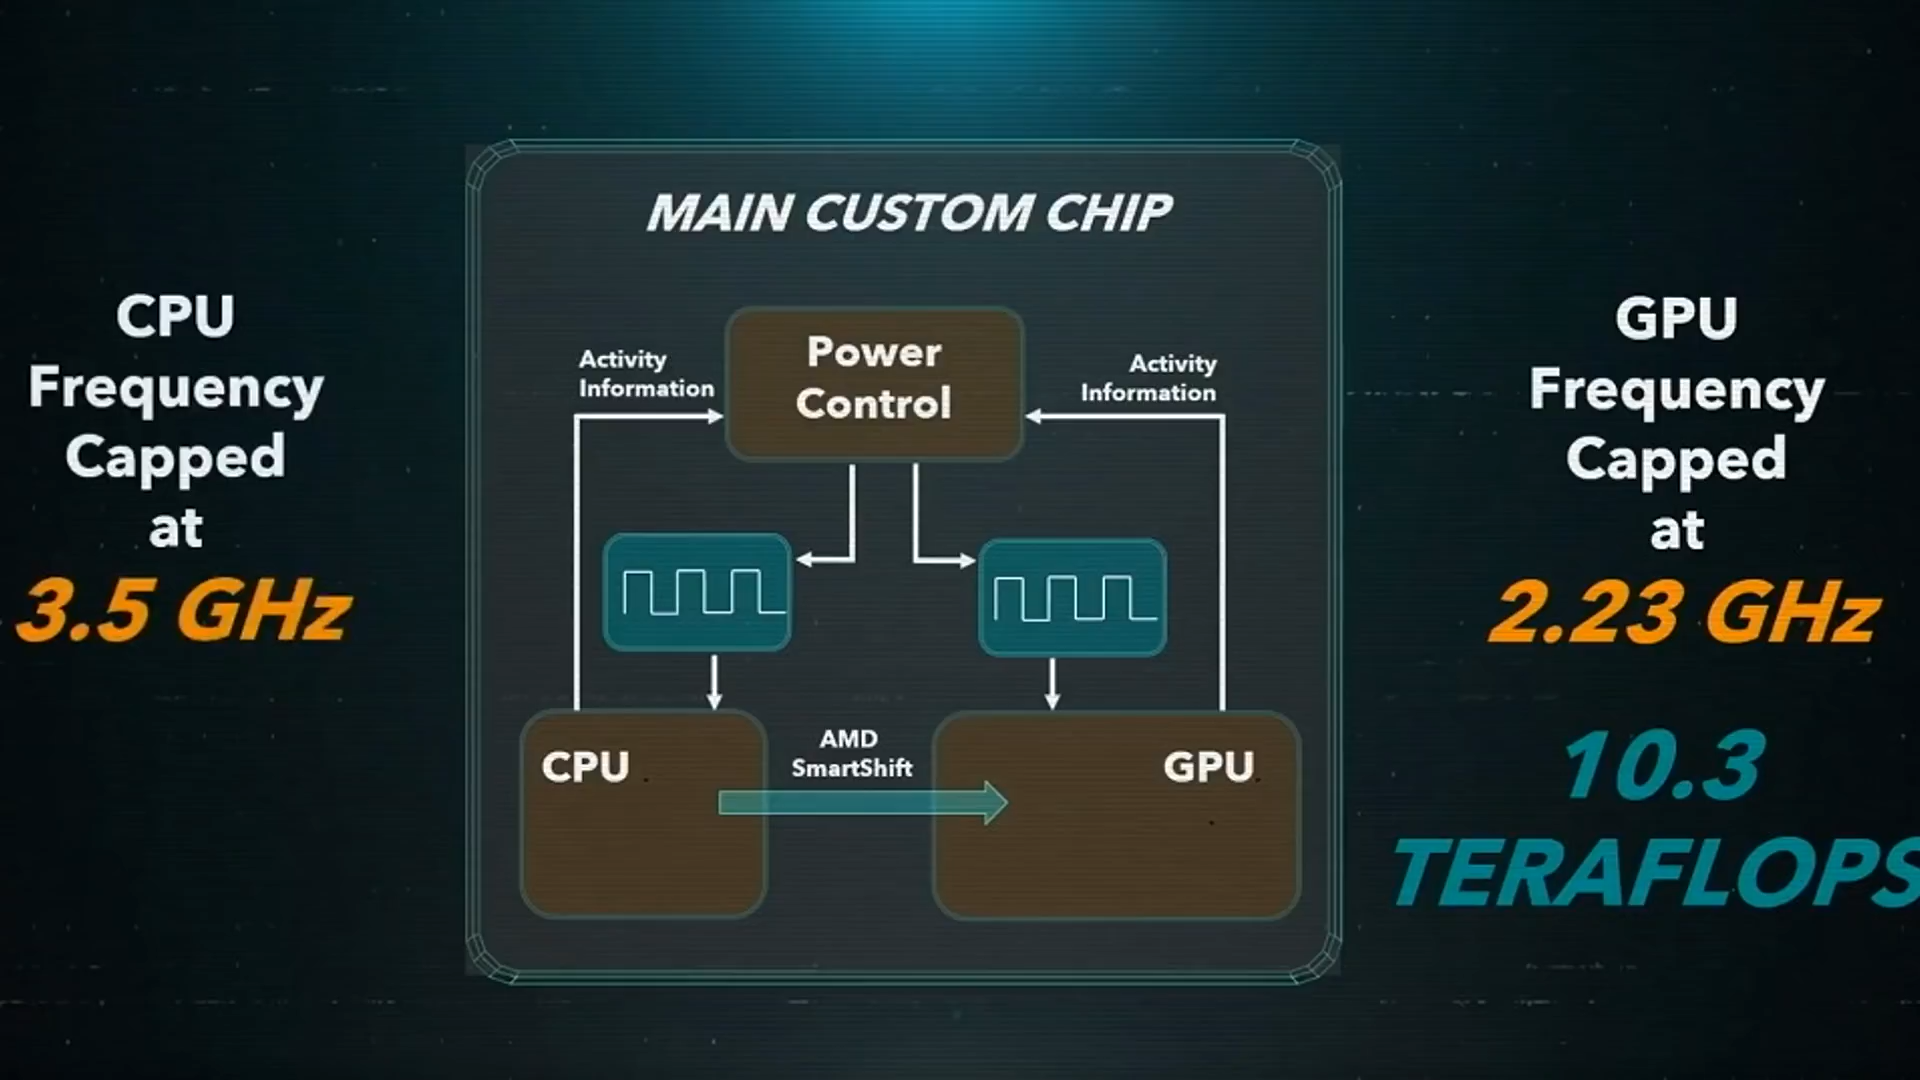 MAIN CUSTOM CHIP
CPU
Frequency
Capped
at
3.5 GHz
Activity
Information
Power
Control
Activity
Information
CPU
AMD
SmartShift
GPU
GPU
Frequency
Capped
at
2.23 GHz
10.3
TERAFLOPS